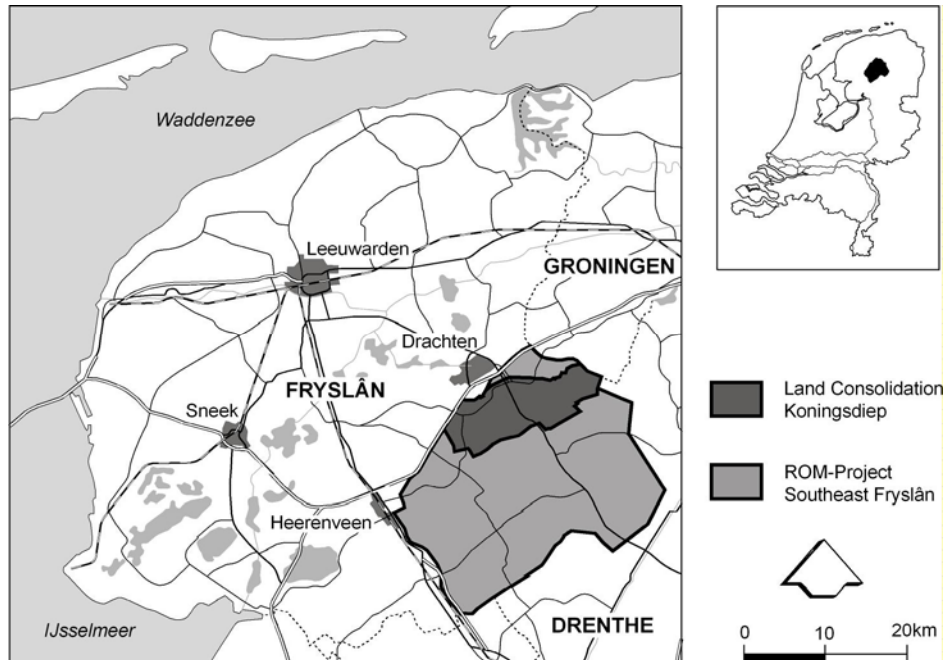 Waddenzee
Leeuwarden
GRONINGEN
Drachten
FRYSLÂN
Sneek
Heerenveen
DRENTHE
IJsselmeer
Land Consolidation
Koningsdiep
ROM-Project
Southeast Fryslân
0 10 20km